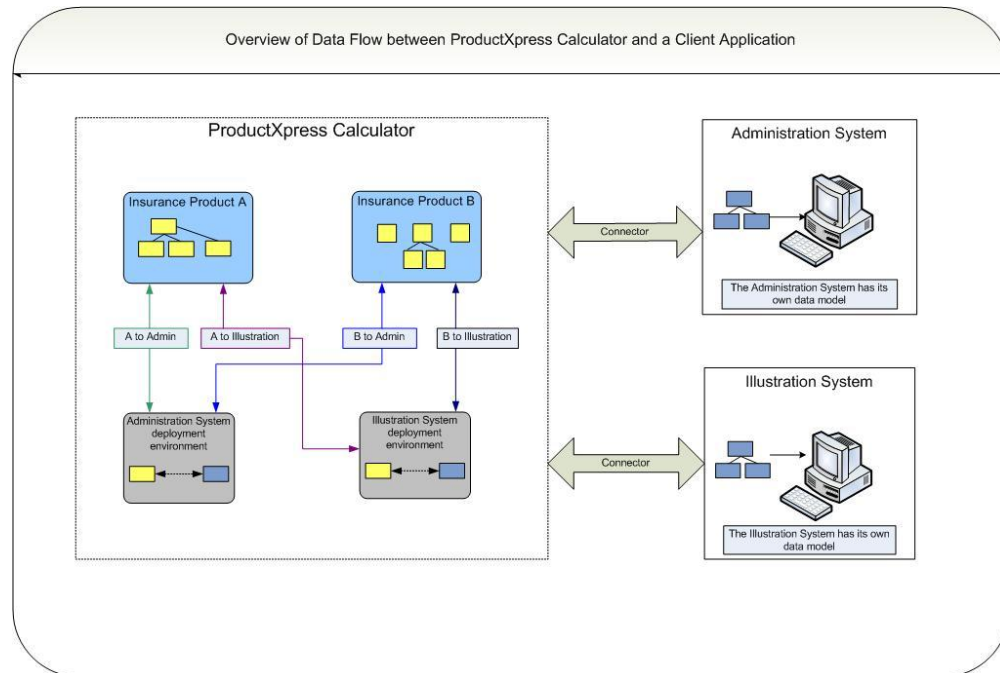 Overview of Data Flow between ProductXpress Calculator and a Client Application
ProductXpress Calculator
Insurance Product A
Insurance Product B
A to Admin
A to Illustration
B to Admin
B to Illustration
Administration System
deployment
environment
Illustration System
deployment
environment
Connector
Administration System
The Administration System has its
own data model
Connector
Illustration System
The Illustration System has its own
data model